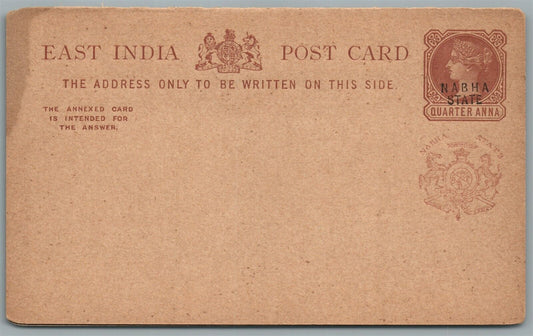 EAST INDIA POST CARD
THE ADDRESS ONLY TO BE WRITTEN ON THIS SIDE.
THE ANNEXED CARD
IS INTENDED FOR
THE ANSWER.
NABHA
STATE
QUARTER ANNA
NABHA STATE